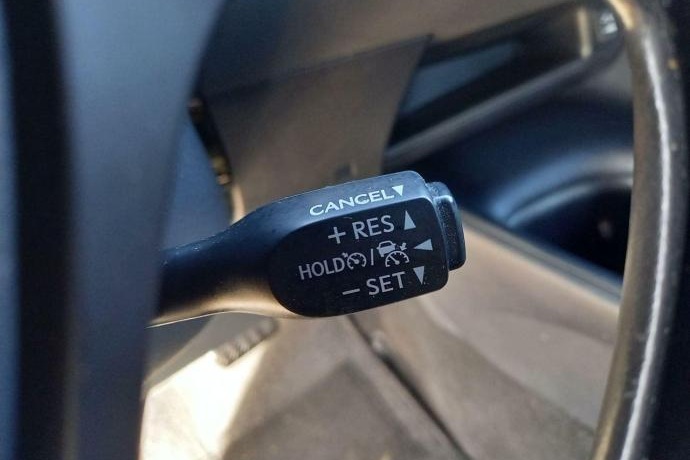 CANCEL▼
+ RES ▲
HOLD / ◀
− SET ▼